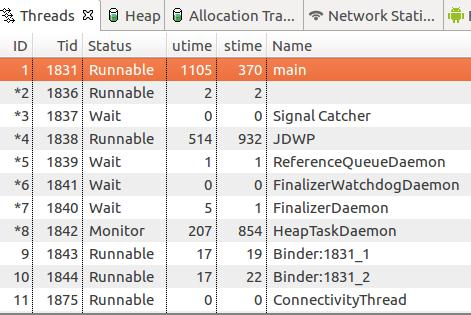 Threads Heap Allocation Tra... Network Stati...
ID Tid Status utime stime Name
1 1831 Runnable 1105 370 main
*2 1836 Runnable 2 2
*3 1837 Wait 0 0 Signal Catcher
*4 1838 Runnable 514 932 JDWP
*5 1839 Wait 1 1 ReferenceQueueDaemon
*6 1841 Wait 0 0 FinalizerWatchdogDaemon
*7 1840 Wait 5 1 FinalizerDaemon
*8 1842 Monitor 207 854 HeapTaskDaemon
9 1843 Runnable 17 19 Binder:1831_1
10 1844 Runnable 17 22 Binder:1831_2
11 1875 Runnable 0 0 ConnectivityThread